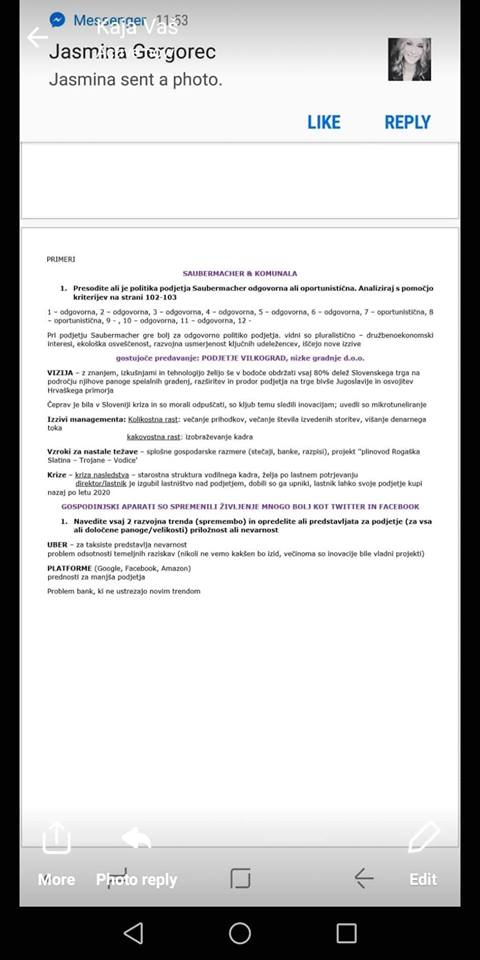 Messenger 11:53
Kaja Vaš
Jasmina Gregorec
Jasmina sent a photo.
LIKE REPLY
PRIMERI
SAUBERMACHER & KOMUNALA
1. Presodite ali je politika podjetja Saubermacher odgovorna ali oportunistična. Analiziraj s pomočjo
kriterijev na strani 102-103
1 – odgovorna, 2 – odgovorna, 3 – odgovorna, 4 – odgovorna, 5 – odgovorna, 6 – odgovorna, 7 – oportunistična, 8
– oportunistična, 9 - , 10 – odgovorna, 11 – odgovorna, 12 -
Pri podjetju Saubermacher gre bolj za odgovorno politiko podjetja. vidni so pluralistično – družbenoekonomski
interesi, ekološka osveščenost, razvojna usmerjenost ključnih udeležencev, iščejo nove izzive
gostujoče predavanje: PODJETJE VILKOGRAD, nizke gradnje d.o.o.
VIZIJA – z znanjem, izkušnjami in tehnologijo želijo še v bodoče obdržati vsaj 80% delež Slovenskega trga na
področju njihove panoge spelalnih gradenj, razširitev in prodor podjetja na trge bivše Jugoslavije in osvojitev
Hrvaškega primorja
Čeprav je bila v Sloveniji kriza in so morali odpuščati, so kljub temu sledili inovacijam; uvedli so mikrotuneliranje
Izzivi managementa: Kolikostna rast: večanje prihodkov, večanje števila izvedenih storitev, višanje denarnega
toka
kakovostna rast: izobraževanje kadra
Vzroki za nastale težave – splošne gospodarske razmere (stečaji, banke, razpisi), projekt "plinovod Rogaška
Slatina – Trojane – Vodice'
Krize – kriza nasledstva – starostna struktura vodilnega kadra, želja po lastnem potrjevanju
direktor/lastnik je izgubil lastništvo nad podjetjem, dobili so ga upniki, lastnik lahko svoje podjetje kupi
nazaj po letu 2020
GOSPODINJSKI APARATI SO SPREMENILI ŽIVLJENJE MNOGO BOLJ KOT TWITTER IN FACEBOOK
1. Navedite vsaj 2 razvojna trenda (spremembo) in opredelite ali predstavljata za podjetje (za vsa
ali določene panoge/velikosti) priložnost ali nevarnost
UBER – za taksiste predstavlja nevarnost
problem odsotnosti temeljnih raziskav (nikoli ne vemo kakšen bo izid, večinoma so inovacije bile vladni projekti)
PLATFORME (Google, Facebook, Amazon)
prednosti za manjša podjetja
Problem bank, ki ne ustrezajo novim trendom
More Photo reply Edit